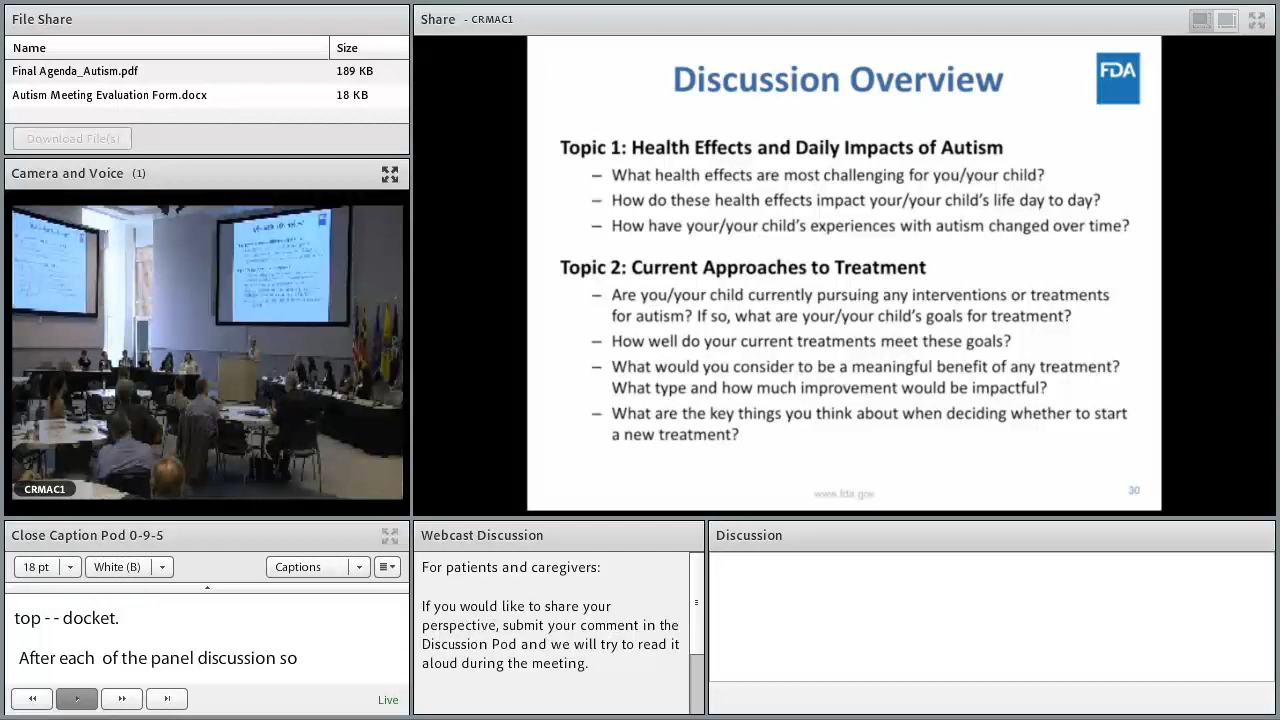 File Share
Name Size
Final Agenda_Autism.pdf 189 KB
Autism Meeting Evaluation Form.docx 18 KB
Download File(s)
Camera and Voice (1)
CRMAC1
Share - CRMAC1
Discussion Overview
FDA
Topic 1: Health Effects and Daily Impacts of Autism
– What health effects are most challenging for you/your child?
– How do these health effects impact your/your child's life day to day?
– How have your/your child's experiences with autism changed over time?
Topic 2: Current Approaches to Treatment
– Are you/your child currently pursuing any interventions or treatments
for autism? If so, what are your/your child's goals for treatment?
– How well do your current treatments meet these goals?
– What would you consider to be a meaningful benefit of any treatment?
What type and how much improvement would be impactful?
– What are the key things you think about when deciding whether to start
a new treatment?
www.fda.gov
30
Close Caption Pod 0-9-5
18 pt White (B) Captions
top - - docket.
After each of the panel discussion so
Live
Webcast Discussion
For patients and caregivers:
If you would like to share your
perspective, submit your comment in the
Discussion Pod and we will try to read it
aloud during the meeting.
Discussion